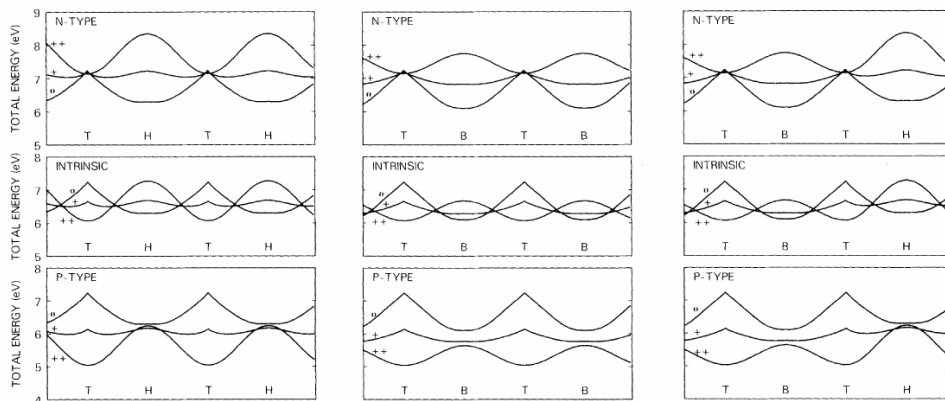 N-TYPE
N-TYPE
N-TYPE
TOTAL ENERGY (eV)
9
8
7
6
5
++
+
o
T H T H
++
+
o
T B T B
++
+
o
T B T H
INTRINSIC
INTRINSIC
INTRINSIC
TOTAL ENERGY (eV)
8
7
6
5
o
+
++
T H T H
o
+
++
T B T B
o
+
++
T B T H
P-TYPE
P-TYPE
P-TYPE
TOTAL ENERGY (eV)
8
7
6
5
4
o
+
++
T H T H
o
+
++
T B T B
o
+
++
T B T H